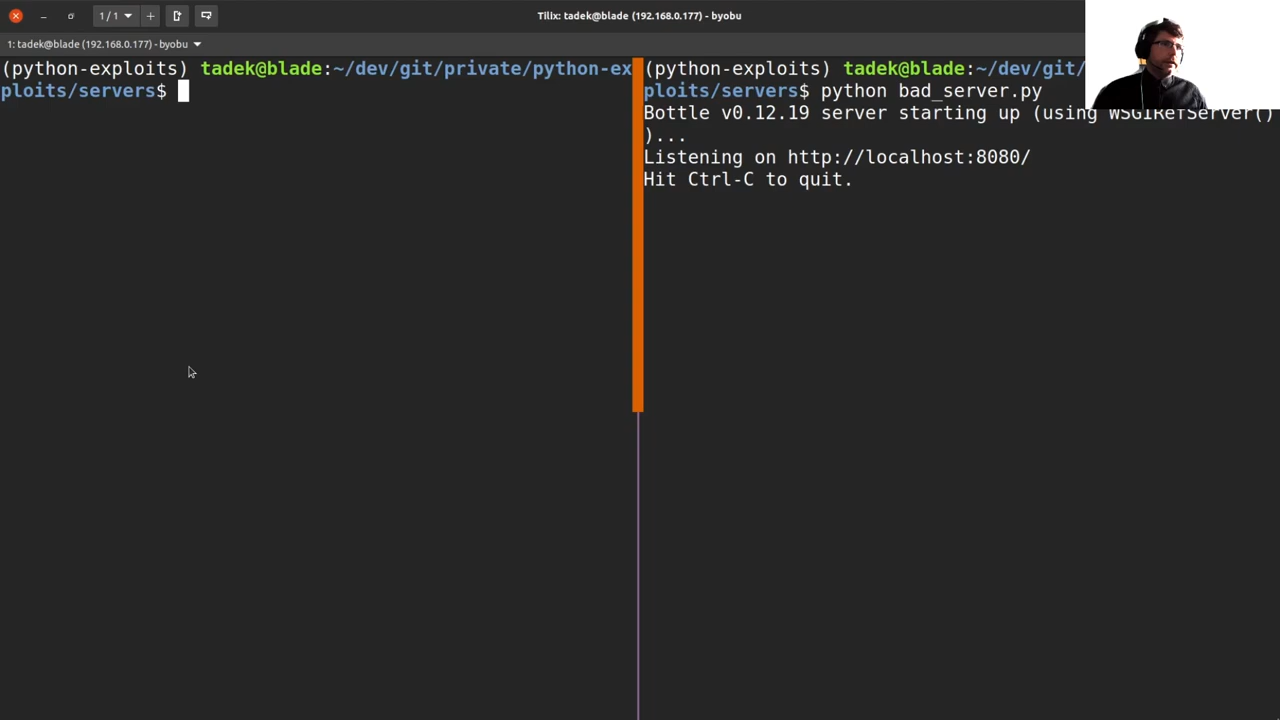 1 / 1
Tilix: tadek@blade (192.168.0.177) - byobu
1: tadek@blade (192.168.0.177) - byobu
(python-exploits) tadek@blade:~/dev/git/private/python-ex
ploits/servers$
(python-exploits) tadek@blade:~/dev/git/
ploits/servers$ python bad_server.py
Bottle v0.12.19 server starting up (using WSGIRefServer()
)...
Listening on http://localhost:8080/
Hit Ctrl-C to quit.